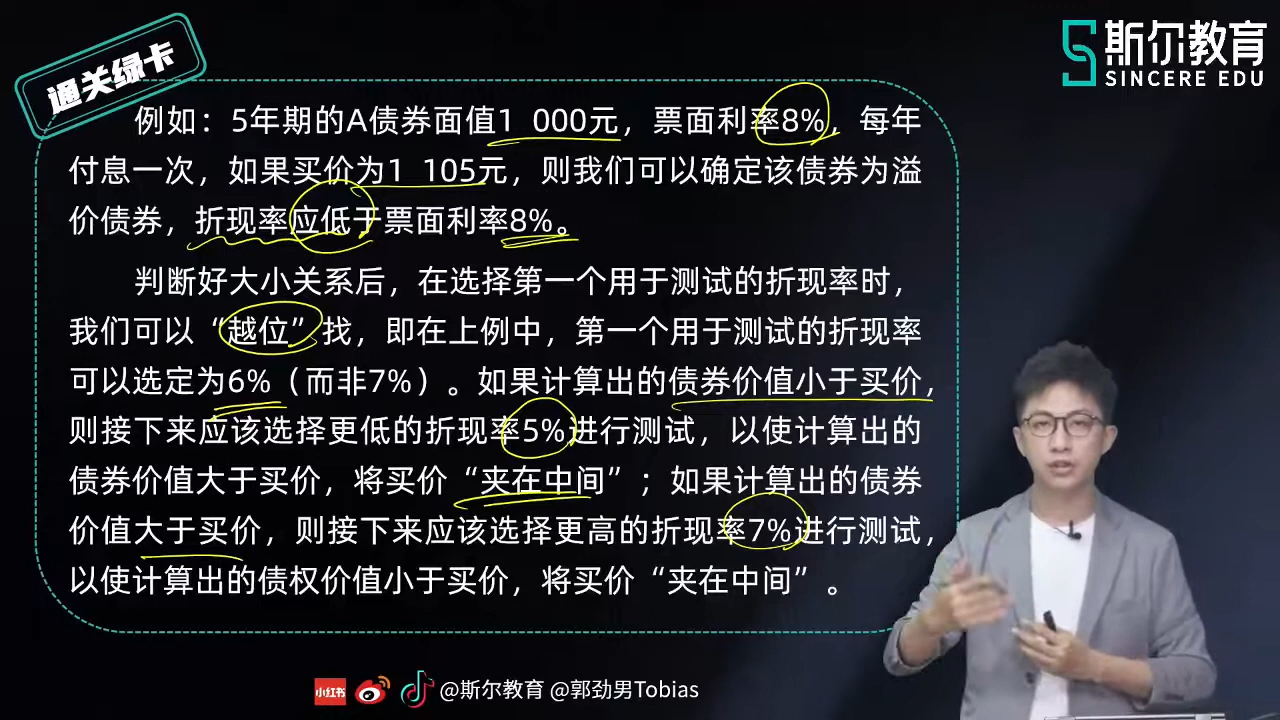 通关绿卡
斯尔教育
SINCERE EDU
例如：5年期的A债券面值1 000元，票面利率8%，每年
付息一次，如果买价为1 105元，则我们可以确定该债券为溢
价债券，折现率应低于票面利率8%。
判断好大小关系后，在选择第一个用于测试的折现率时，
我们可以“越位”找，即在上例中，第一个用于测试的折现率
可以选定为6%（而非7%）。如果计算出的债券价值小于买价，
则接下来应该选择更低的折现率5%进行测试，以使计算出的
债券价值大于买价，将买价“夹在中间”；如果计算出的债券
价值大于买价，则接下来应该选择更高的折现率7%进行测试，
以使计算出的债权价值小于买价，将买价“夹在中间”。
小红书
@斯尔教育 @郭劲男Tobias